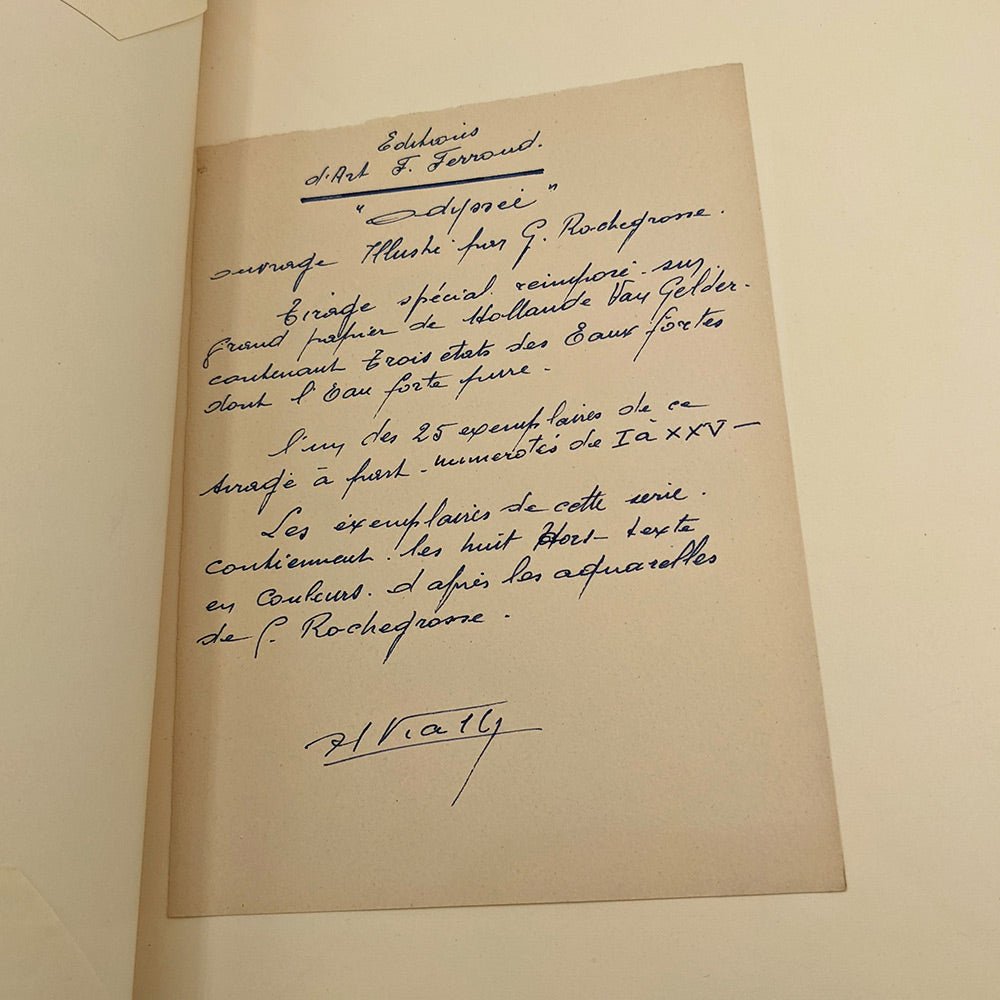 Editions
d'Art F. Ferroud.
"Odyssée"
ouvrage Illustré par G. Rochegrosse.
Tirage spécial réimposé sur
grand papier de Hollande Van Gelder.
contenant trois états des Eaux fortes
dont l'Eau forte pure.
l'un des 25 exemplaires de ce
tirage à part - numérotés de I à XXV -
Les exemplaires de cette serie.
contiennent. les huit Hors-texte
en couleurs. d'après les aquarelles
de G. Rochegrosse.